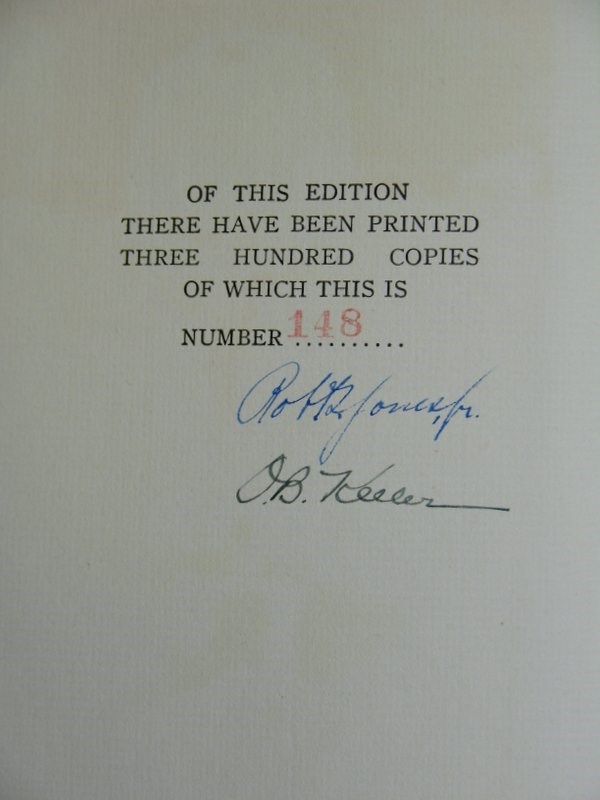 OF THIS EDITION
THERE HAVE BEEN PRINTED
THREE HUNDRED COPIES
OF WHICH THIS IS
NUMBER 148..........
Robt. T. Jones, Jr.
O.B. Keeler